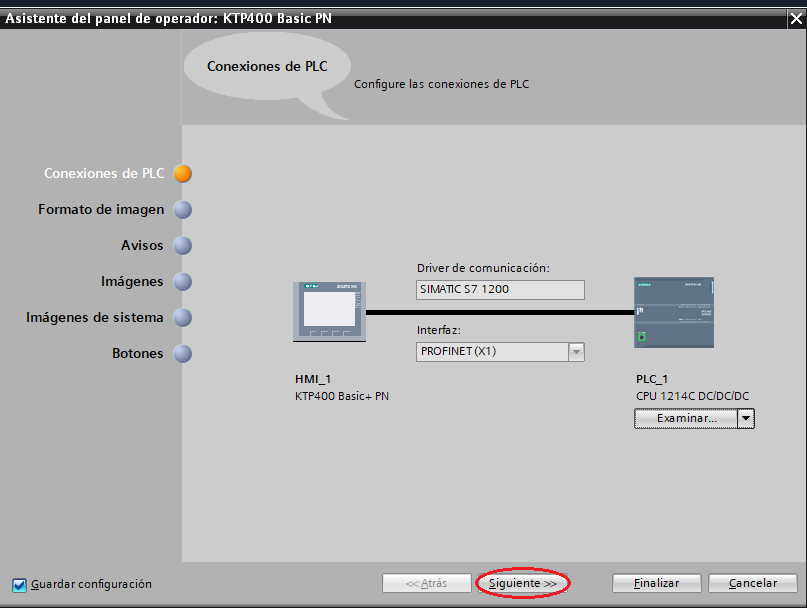 Asistente del panel de operador: KTP400 Basic PN
Conexiones de PLC
Configure las conexiones de PLC
Conexiones de PLC
Formato de imagen
Avisos
Imágenes
Imágenes de sistema
Botones
Driver de comunicación:
SIMATIC S7 1200
Interfaz:
PROFINET (X1)
HMI_1
KTP400 Basic+ PN
PLC_1
CPU 1214C DC/DC/DC
Examinar...
Guardar configuración
<< Atrás
Siguiente >>
Finalizar
Cancelar